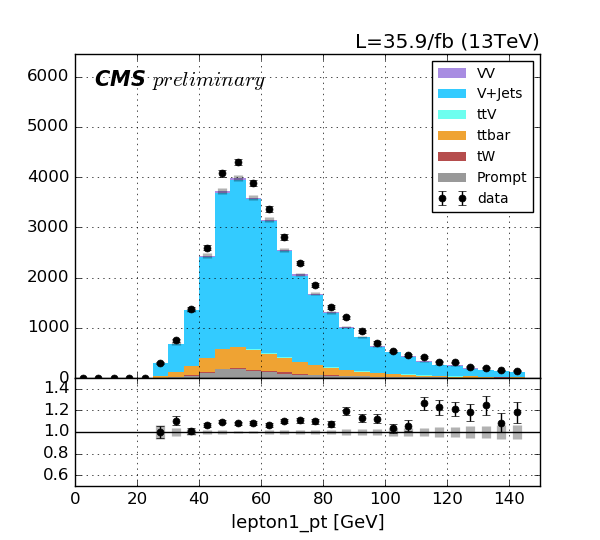 L=35.9/fb (13TeV)
CMS preliminary
VV
V+Jets
ttV
ttbar
tW
Prompt
data
6000
5000
4000
3000
2000
1000
0
1.4
1.2
1.0
0.8
0.6
0 20 40 60 80 100 120 140
lepton1_pt [GeV]